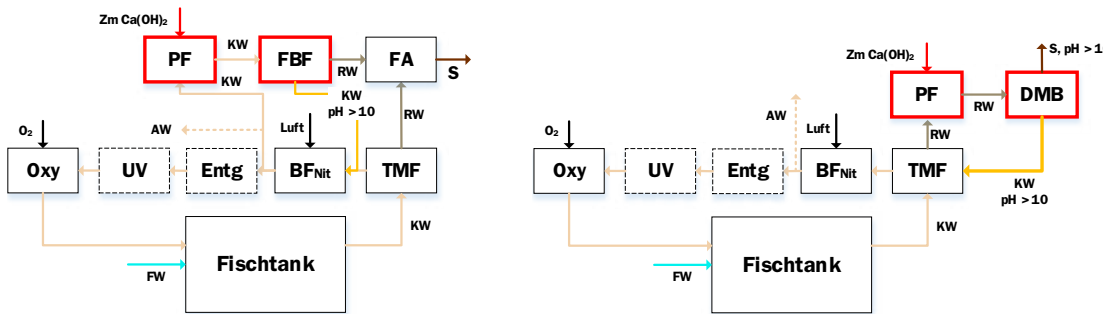 Zm Ca(OH)₂
PF
KW
FBF
RW
FA
S
KW
KW
pH > 10
RW
AW
O₂
Luft
Oxy
UV
Entg
BFNit
TMF
KW
Fischtank
FW
Zm Ca(OH)₂
S, pH > 1
PF
RW
DMB
AW
RW
O₂
Luft
Oxy
UV
Entg
BFNit
TMF
KW
pH > 10
KW
Fischtank
FW